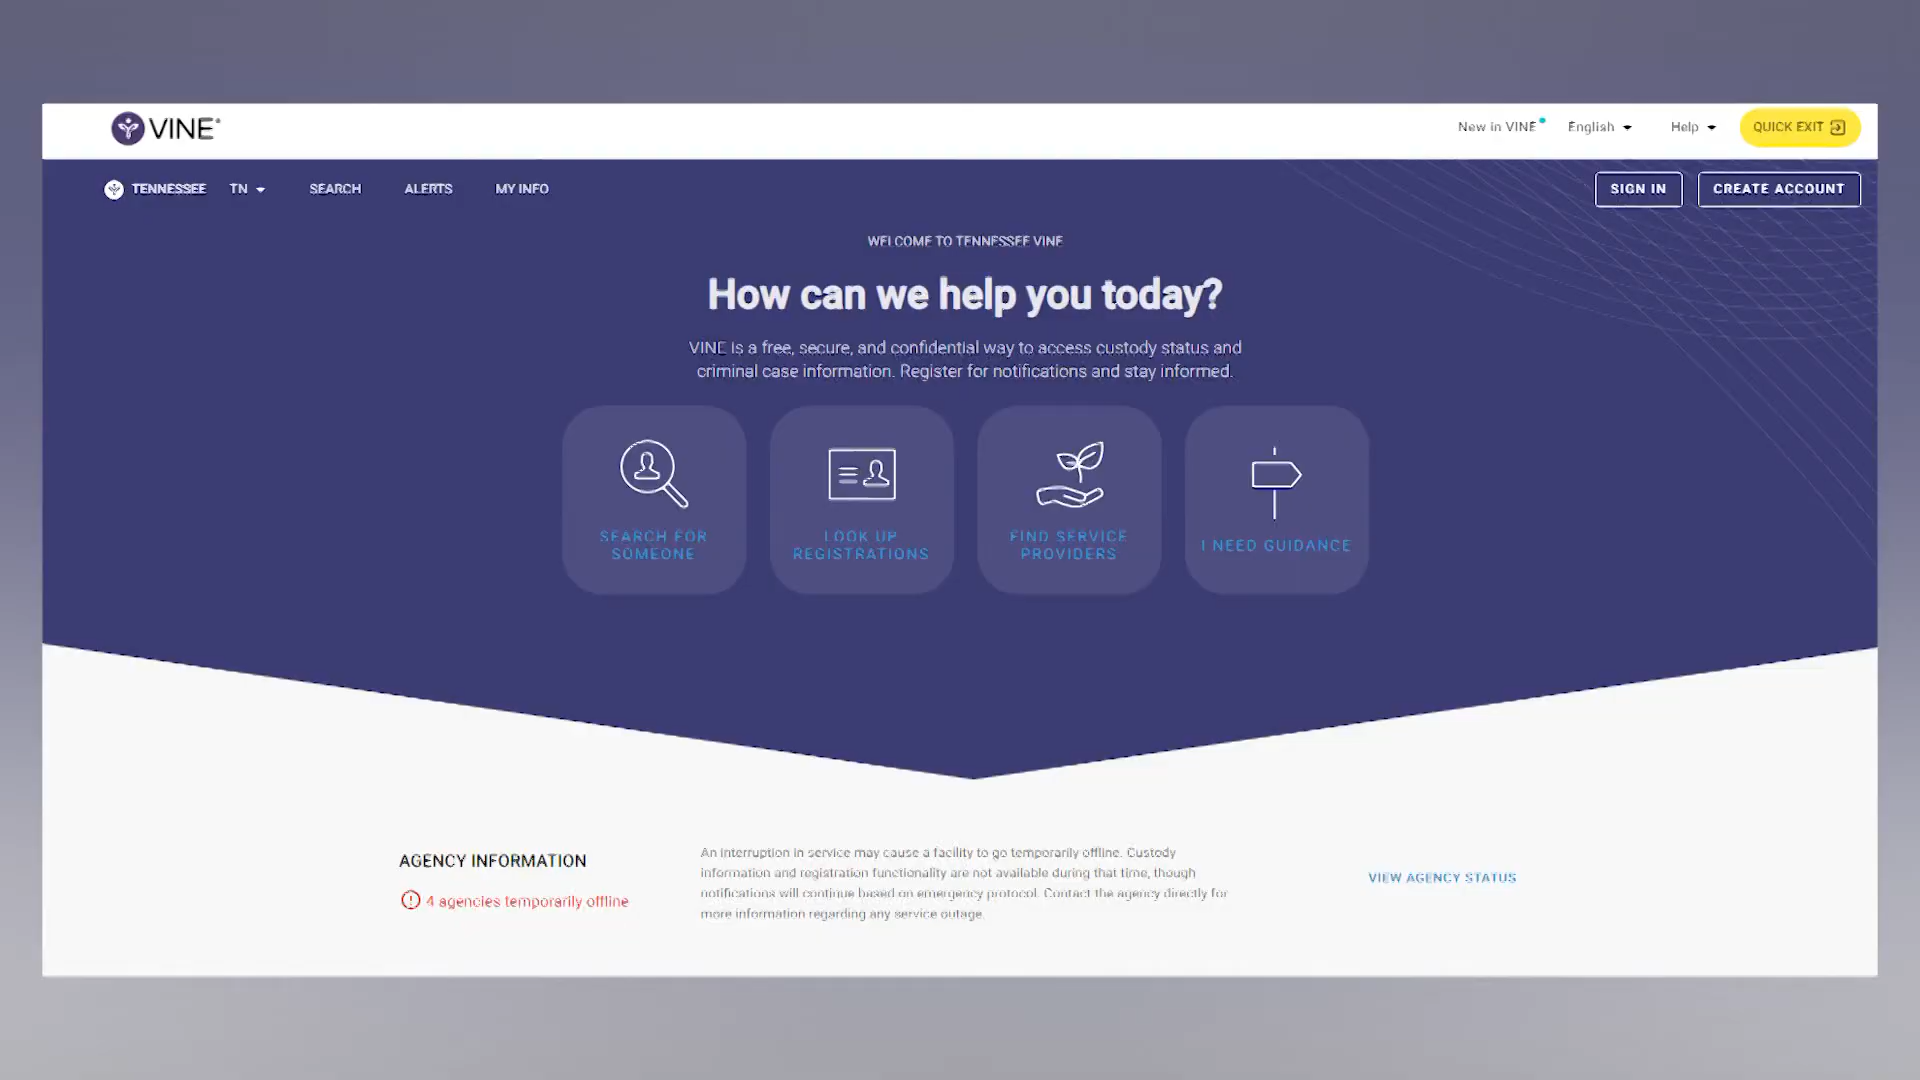 VINE®
New in VINE
English
Help
QUICK EXIT
TENNESSEE
TN
SEARCH
ALERTS
MY INFO
SIGN IN
CREATE ACCOUNT
WELCOME TO TENNESSEE VINE
How can we help you today?
VINE is a free, secure, and confidential way to access custody status and
criminal case information. Register for notifications and stay informed.
SEARCH FOR
SOMEONE
LOOK UP
REGISTRATIONS
FIND SERVICE
PROVIDERS
I NEED GUIDANCE
AGENCY INFORMATION
4 agencies temporarily offline
An interruption in service may cause a facility to go temporarily offline. Custody
information and registration functionality are not available during that time, though
notifications will continue based on emergency protocol. Contact the agency directly for
more information regarding any service outage.
VIEW AGENCY STATUS